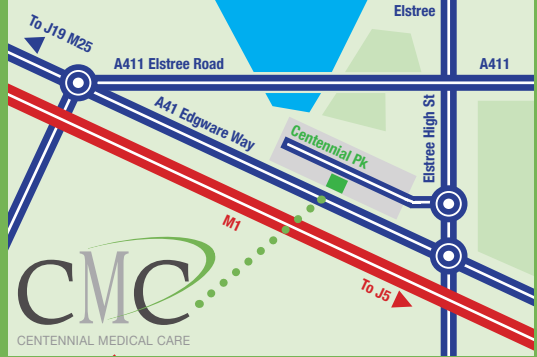 Elstree
To J19 M25
A411 Elstree Road
A411
A41 Edgware Way
Elstree High St
Centennial Pk
M1
To J5
CMC
CENTENNIAL MEDICAL CARE